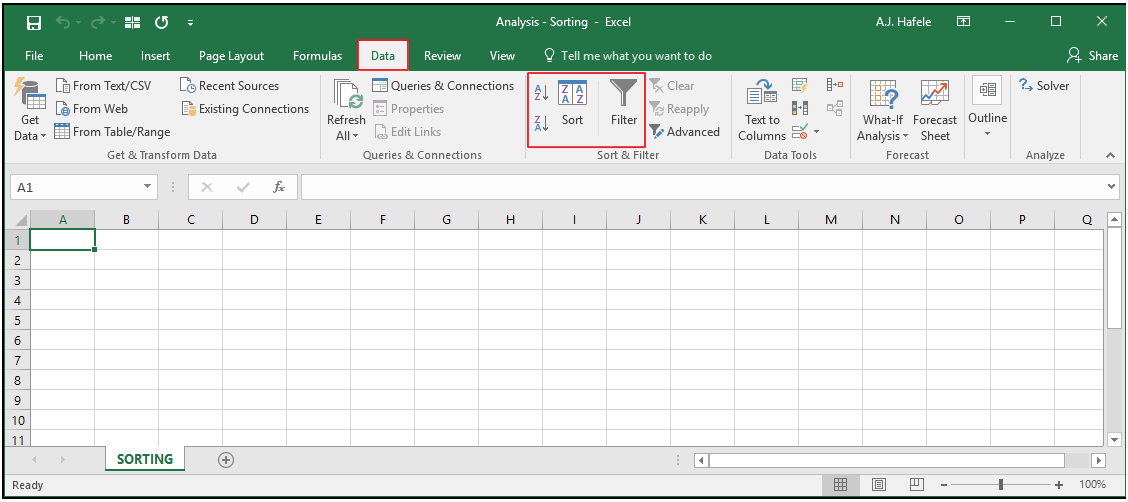 Analysis - Sorting - Excel A.J. Hafele
File Home Insert Page Layout Formulas Data Review View Tell me what you want to do Share
From Text/CSV Recent Sources Queries & Connections Clear Solver
From Web Existing Connections Properties Reapply
From Table/Range Edit Links Advanced
Get Data Refresh All A Z Z A Z A A Z Sort Filter Text to Columns What-If Analysis Forecast Sheet Outline
Get & Transform Data Queries & Connections Sort & Filter Data Tools Forecast Analyze
A1 fx
A B C D E F G H I J K L M N O P Q
1
2
3
4
5
6
7
8
9
10
11
SORTING
Ready 100%